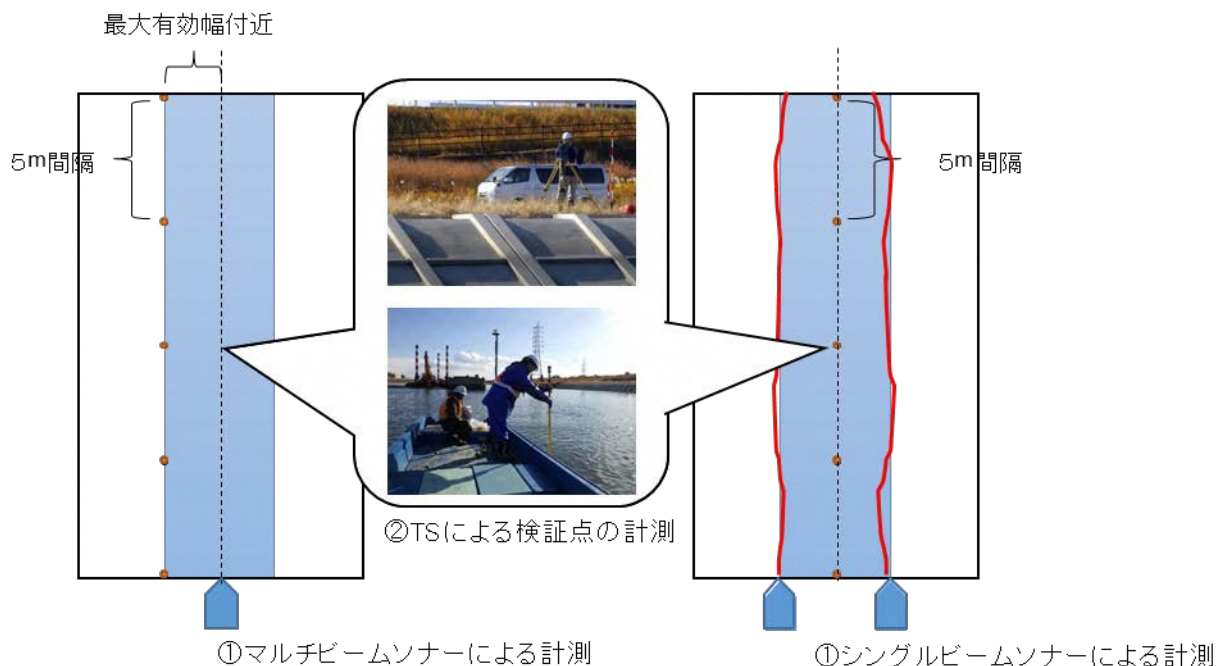 最大有効幅付近
5m間隔
5m間隔
②TSによる検証点の計測
①マルチビームソナーによる計測
①シングルビームソナーによる計測